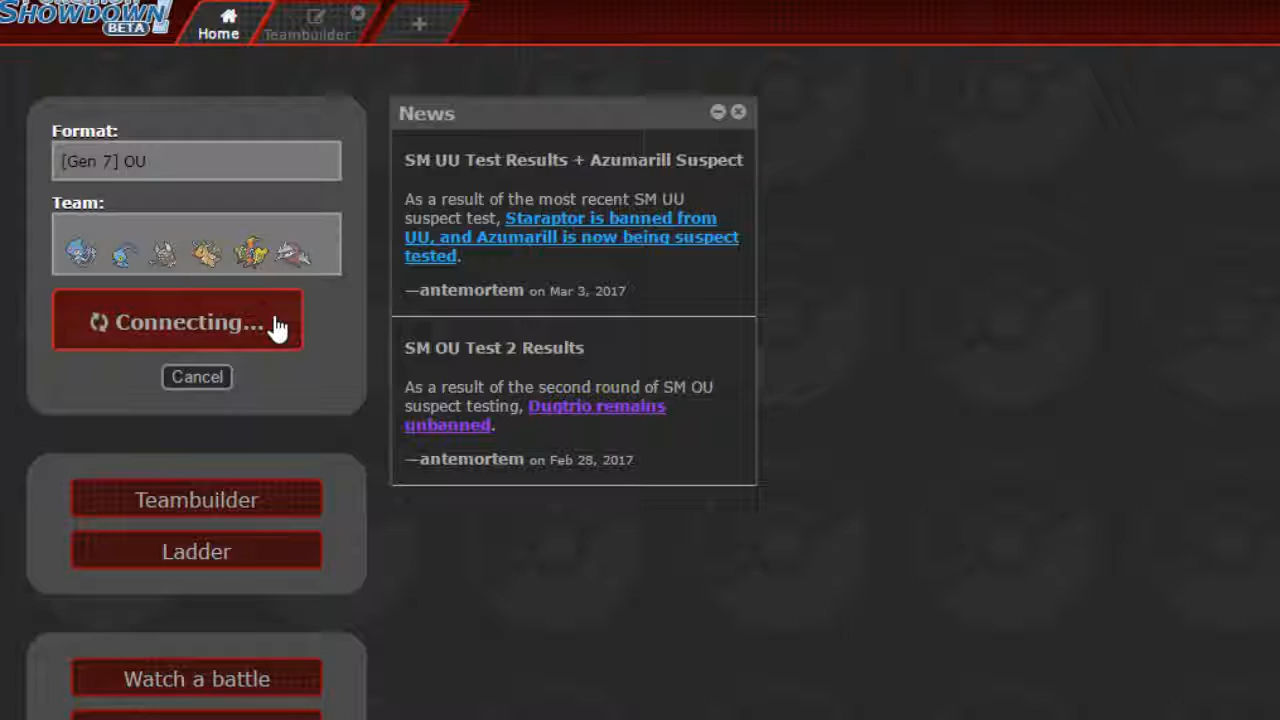 SHOWDOWN!
BETA
Home
Teambuilder
+
Format:
[Gen 7] OU
Team:
Connecting...
Cancel
Teambuilder
Ladder
Watch a battle
News
SM UU Test Results + Azumarill Suspect
As a result of the most recent SM UU
suspect test, Staraptor is banned from
UU, and Azumarill is now being suspect
tested.
—antemortem on Mar 3, 2017
SM OU Test 2 Results
As a result of the second round of SM OU
suspect testing, Dugtrio remains
unbanned.
—antemortem on Feb 28, 2017